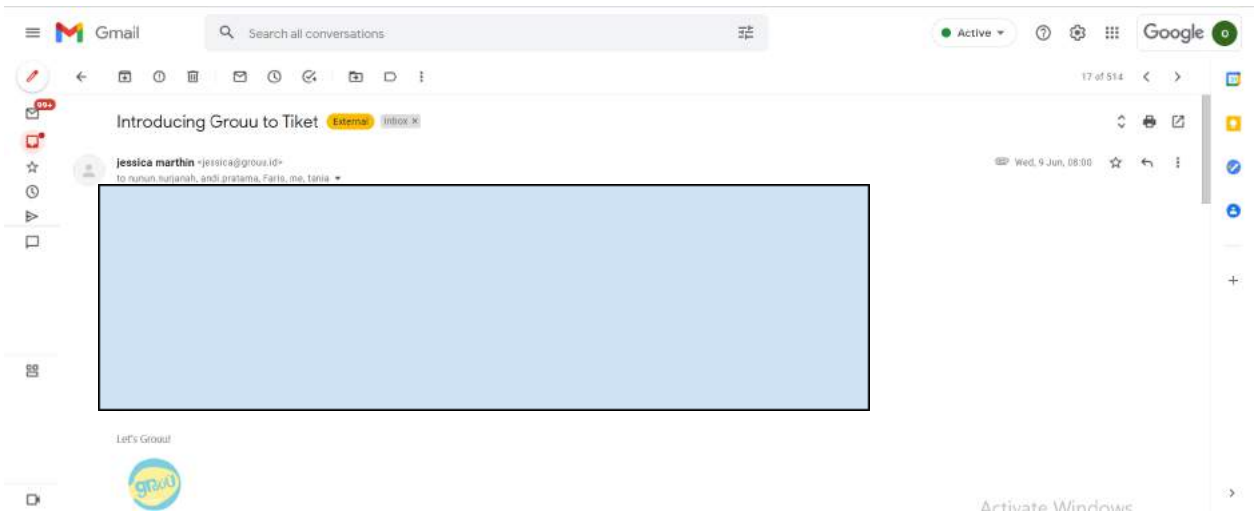 Gmail
Search all conversations
Active
Google
o
17 of 514
99+
Introducing Grouu to Tiket External Inbox ×
jessica marthin <jessica@grouu.id>
Wed, 9 Jun, 08:00
to nunun.nurjanah, andi.pratama, Faris, me, tania
Let's Grouu!
grouu
Activate Windows